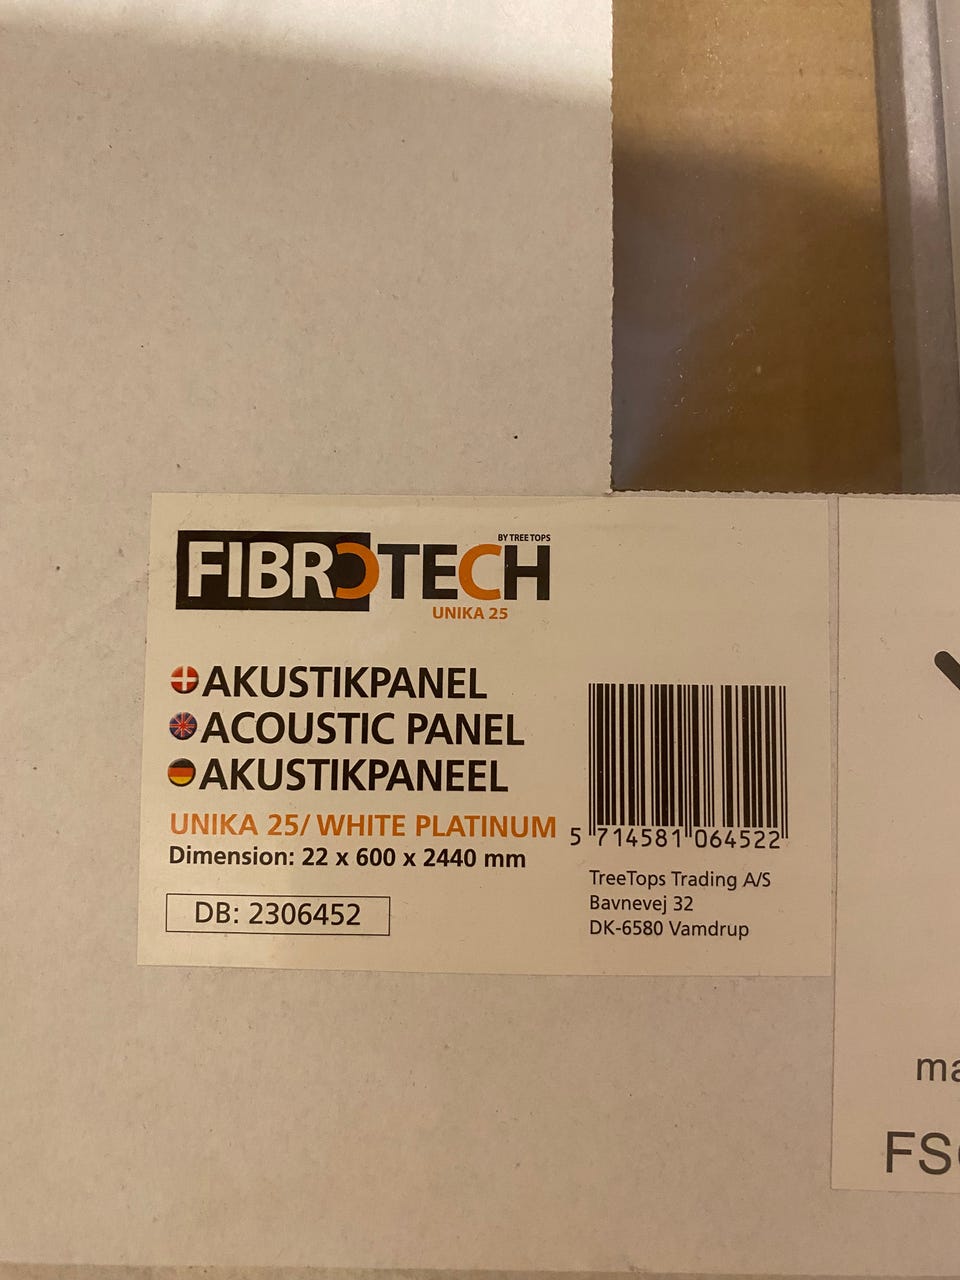 BY TREE TOPS
FIBROTECH
UNIKA 25
AKUSTIKPANEL
ACOUSTIC PANEL
AKUSTIKPANEEL
UNIKA 25/ WHITE PLATINUM
Dimension: 22 x 600 x 2440 mm
DB: 2306452
5 714581 064522
TreeTops Trading A/S
Bavnevej 32
DK-6580 Vamdrup
ma
FS